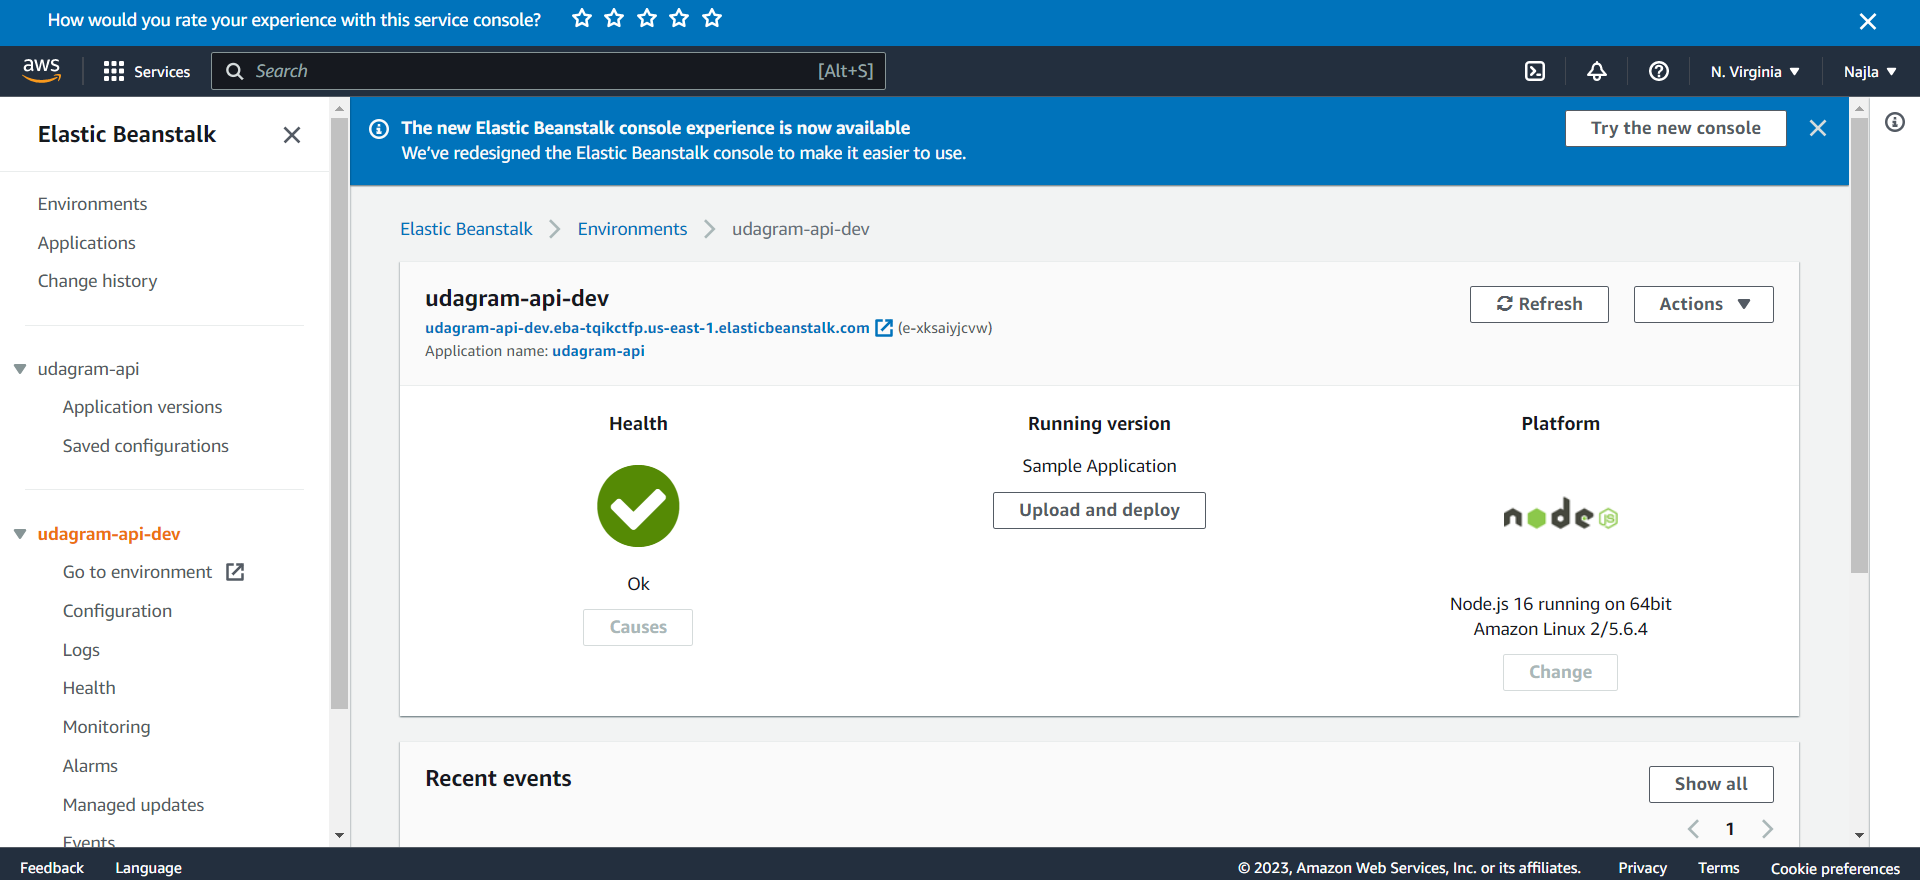 How would you rate your experience with this service console?
aws
Services
Search
[Alt+S]
N. Virginia
Najla
Elastic Beanstalk
Environments
Applications
Change history
udagram-api
Application versions
Saved configurations
udagram-api-dev
Go to environment
Configuration
Logs
Health
Monitoring
Alarms
Managed updates
Events
The new Elastic Beanstalk console experience is now available
We've redesigned the Elastic Beanstalk console to make it easier to use.
Try the new console
Elastic Beanstalk
Environments
udagram-api-dev
udagram-api-dev
udagram-api-dev.eba-tqikctfp.us-east-1.elasticbeanstalk.com (e-xksaiyjcvw)
Application name: udagram-api
Refresh
Actions
Health
Ok
Causes
Running version
Sample Application
Upload and deploy
Platform
node JS
Node.js 16 running on 64bit
Amazon Linux 2/5.6.4
Change
Recent events
Show all
1
Feedback
Language
© 2023, Amazon Web Services, Inc. or its affiliates.
Privacy
Terms
Cookie preferences